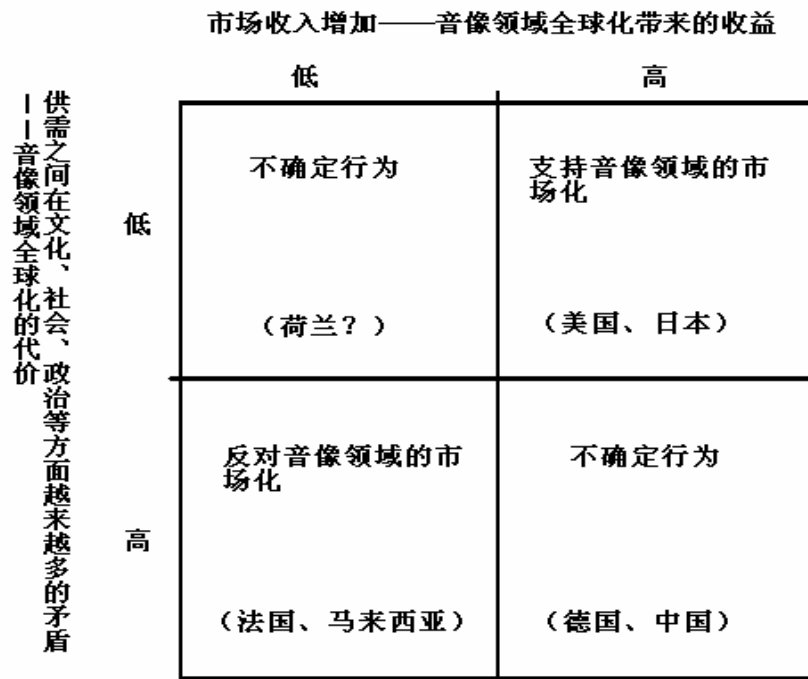 市场收入增加——音像领域全球化带来的收益
低
高
供需之间在文化、社会、政治等方面越来越多的矛盾
——音像领域全球化的代价
低
不确定行为
（荷兰？）
支持音像领域的市
场化
（美国、日本）
高
反对音像领域的市
场化
（法国、马来西亚）
不确定行为
（德国、中国）